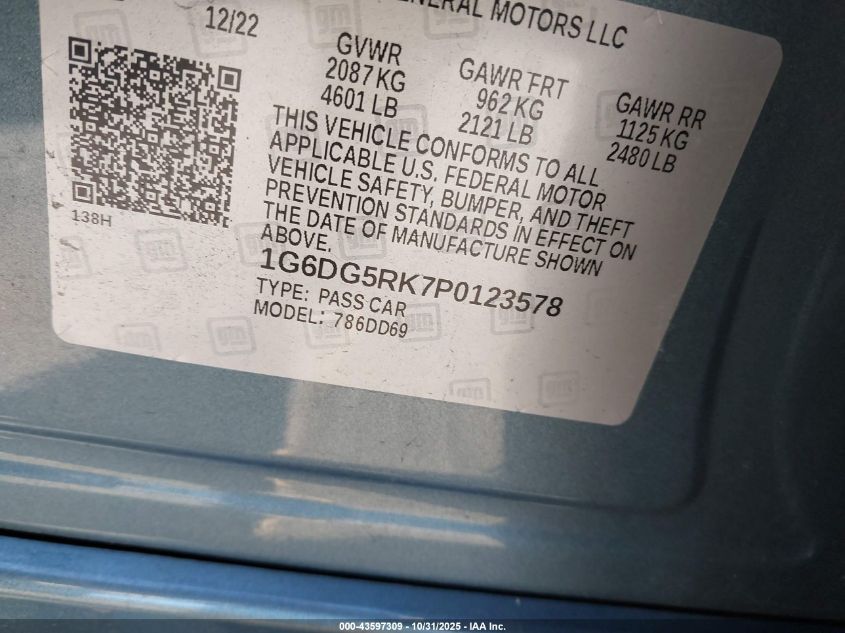 GENERAL MOTORS LLC
12/22
GVWR
2087 KG
4601 LB
GAWR FRT
962 KG
2121 LB
GAWR RR
1125 KG
2480 LB
THIS VEHICLE CONFORMS TO ALL
APPLICABLE U.S. FEDERAL MOTOR
VEHICLE SAFETY, BUMPER, AND THEFT
PREVENTION STANDARDS IN EFFECT ON
THE DATE OF MANUFACTURE SHOWN
ABOVE.
138H
1G6DG5RK7P0123578
TYPE: PASS CAR
MODEL: 786DD69
000-43597309 - 10/31/2025 - IAA Inc.